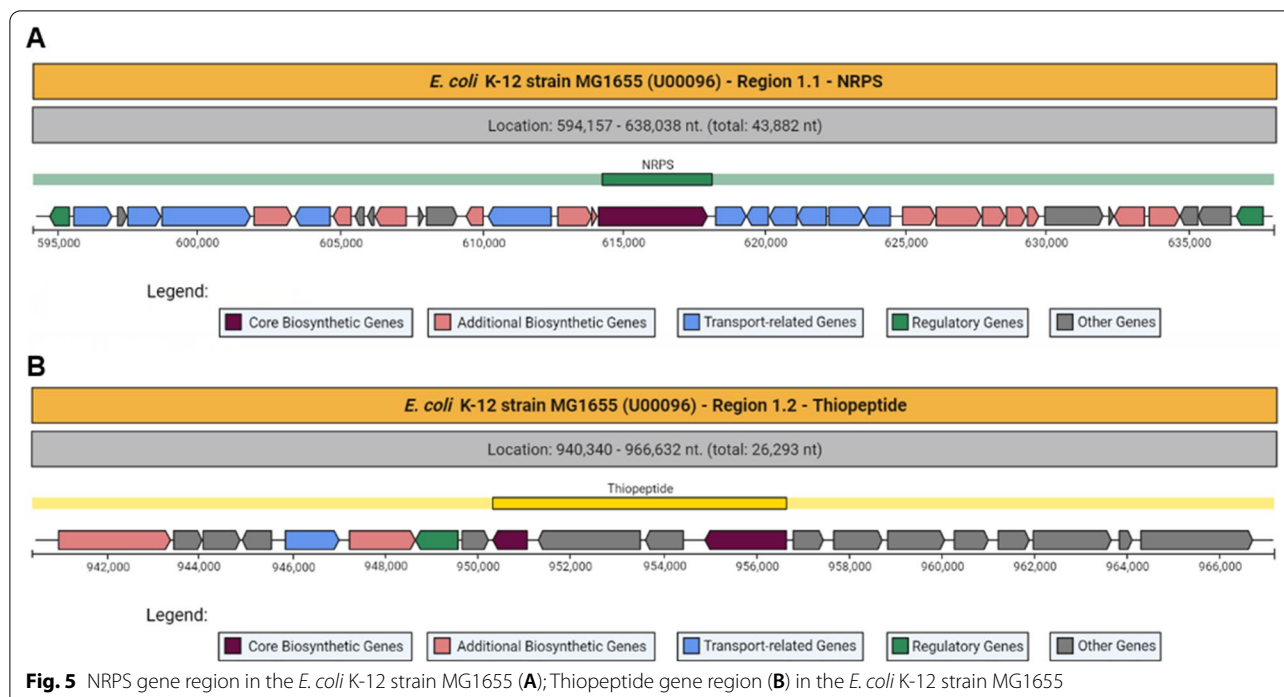 A
E. coli K-12 strain MG1655 (U00096) - Region 1.1 - NRPS
Location: 594,157 - 638,038 nt. (total: 43,882 nt)
NRPS
595,000 600,000 605,000 610,000 615,000 620,000 625,000 630,000 635,000
Legend:
Core Biosynthetic Genes Additional Biosynthetic Genes Transport-related Genes Regulatory Genes Other Genes
B
E. coli K-12 strain MG1655 (U00096) - Region 1.2 - Thiopeptide
Location: 940,340 - 966,632 nt. (total: 26,293 nt)
Thiopeptide
942,000 944,000 946,000 948,000 950,000 952,000 954,000 956,000 958,000 960,000 962,000 964,000 966,000
Legend:
Core Biosynthetic Genes Additional Biosynthetic Genes Transport-related Genes Regulatory Genes Other Genes
Fig. 5 NRPS gene region in the E. coli K-12 strain MG1655 (A); Thiopeptide gene region (B) in the E. coli K-12 strain MG1655